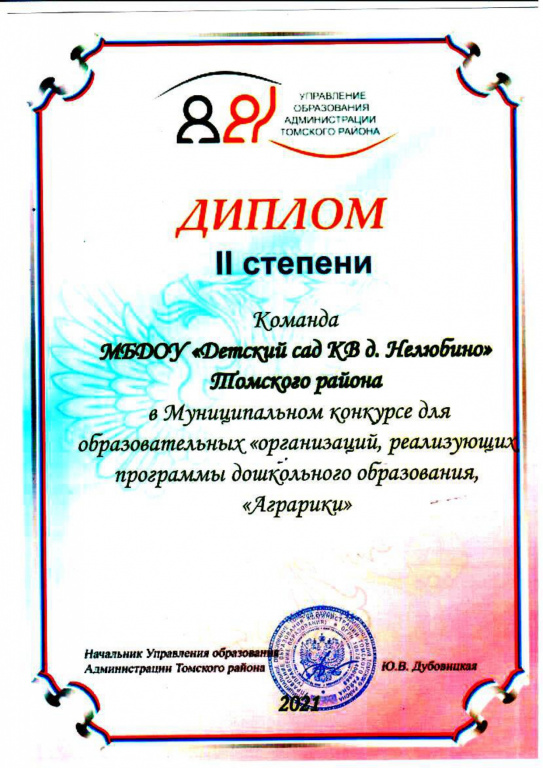 УПРАВЛЕНИЕ
ОБРАЗОВАНИЯ
АДМИНИСТРАЦИИ
ТОМСКОГО РАЙОНА
ДИПЛОМ
II степени
Команда
МБДОУ «Детский сад КВ д. Нелюбино»
Томского района
в Муниципальном конкурсе для
образовательных «организаций, реализующих
программы дошкольного образования,
«Аграрики»
Начальник Управления образования
Администрации Томского района
Ю.В. Дубовицкая
2021